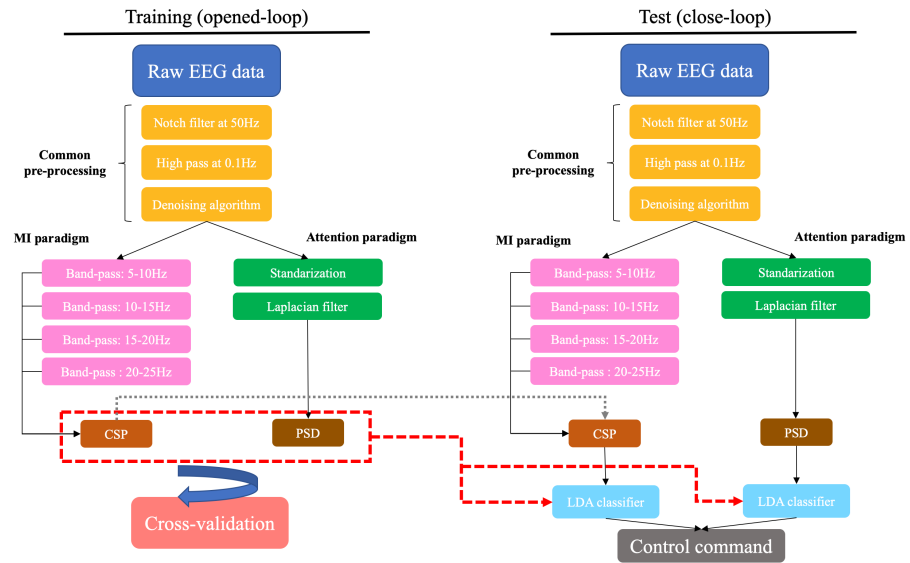 Training (opened-loop)
Raw EEG data
Notch filter at 50Hz
High pass at 0.1Hz
Denoising algorithm
Common
pre-processing
MI paradigm
Attention paradigm
Band-pass: 5-10Hz
Band-pass: 10-15Hz
Band-pass: 15-20Hz
Band-pass : 20-25Hz
Standarization
Laplacian filter
CSP
PSD
Cross-validation
Test (close-loop)
Raw EEG data
Notch filter at 50Hz
High pass at 0.1Hz
Denoising algorithm
Common
pre-processing
MI paradigm
Attention paradigm
Band-pass: 5-10Hz
Band-pass: 10-15Hz
Band-pass: 15-20Hz
Band-pass : 20-25Hz
Standarization
Laplacian filter
CSP
PSD
LDA classifier
LDA classifier
Control command